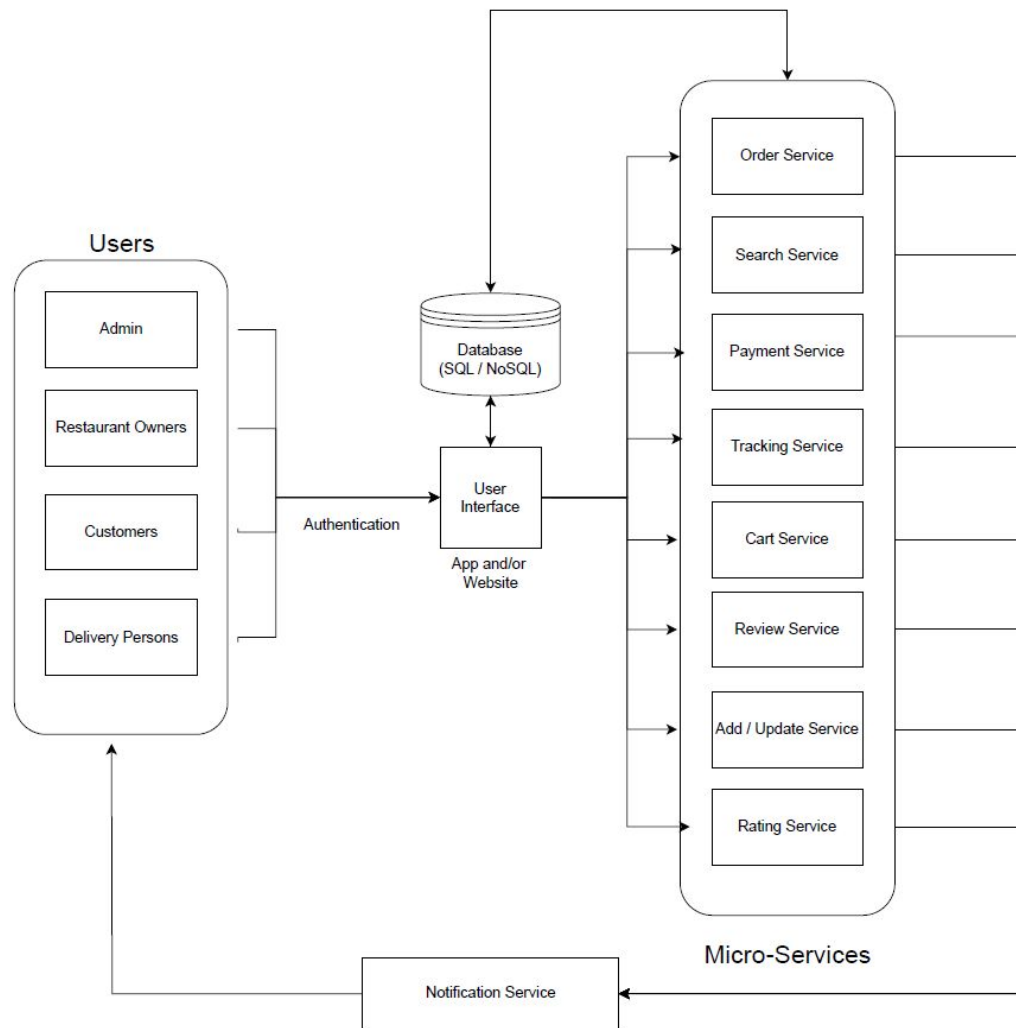 Users
Admin
Restaurant Owners
Customers
Delivery Persons
Authentication
Database
(SQL / NoSQL)
User
Interface
App and/or
Website
Order Service
Search Service
Payment Service
Tracking Service
Cart Service
Review Service
Add / Update Service
Rating Service
Micro-Services
Notification Service